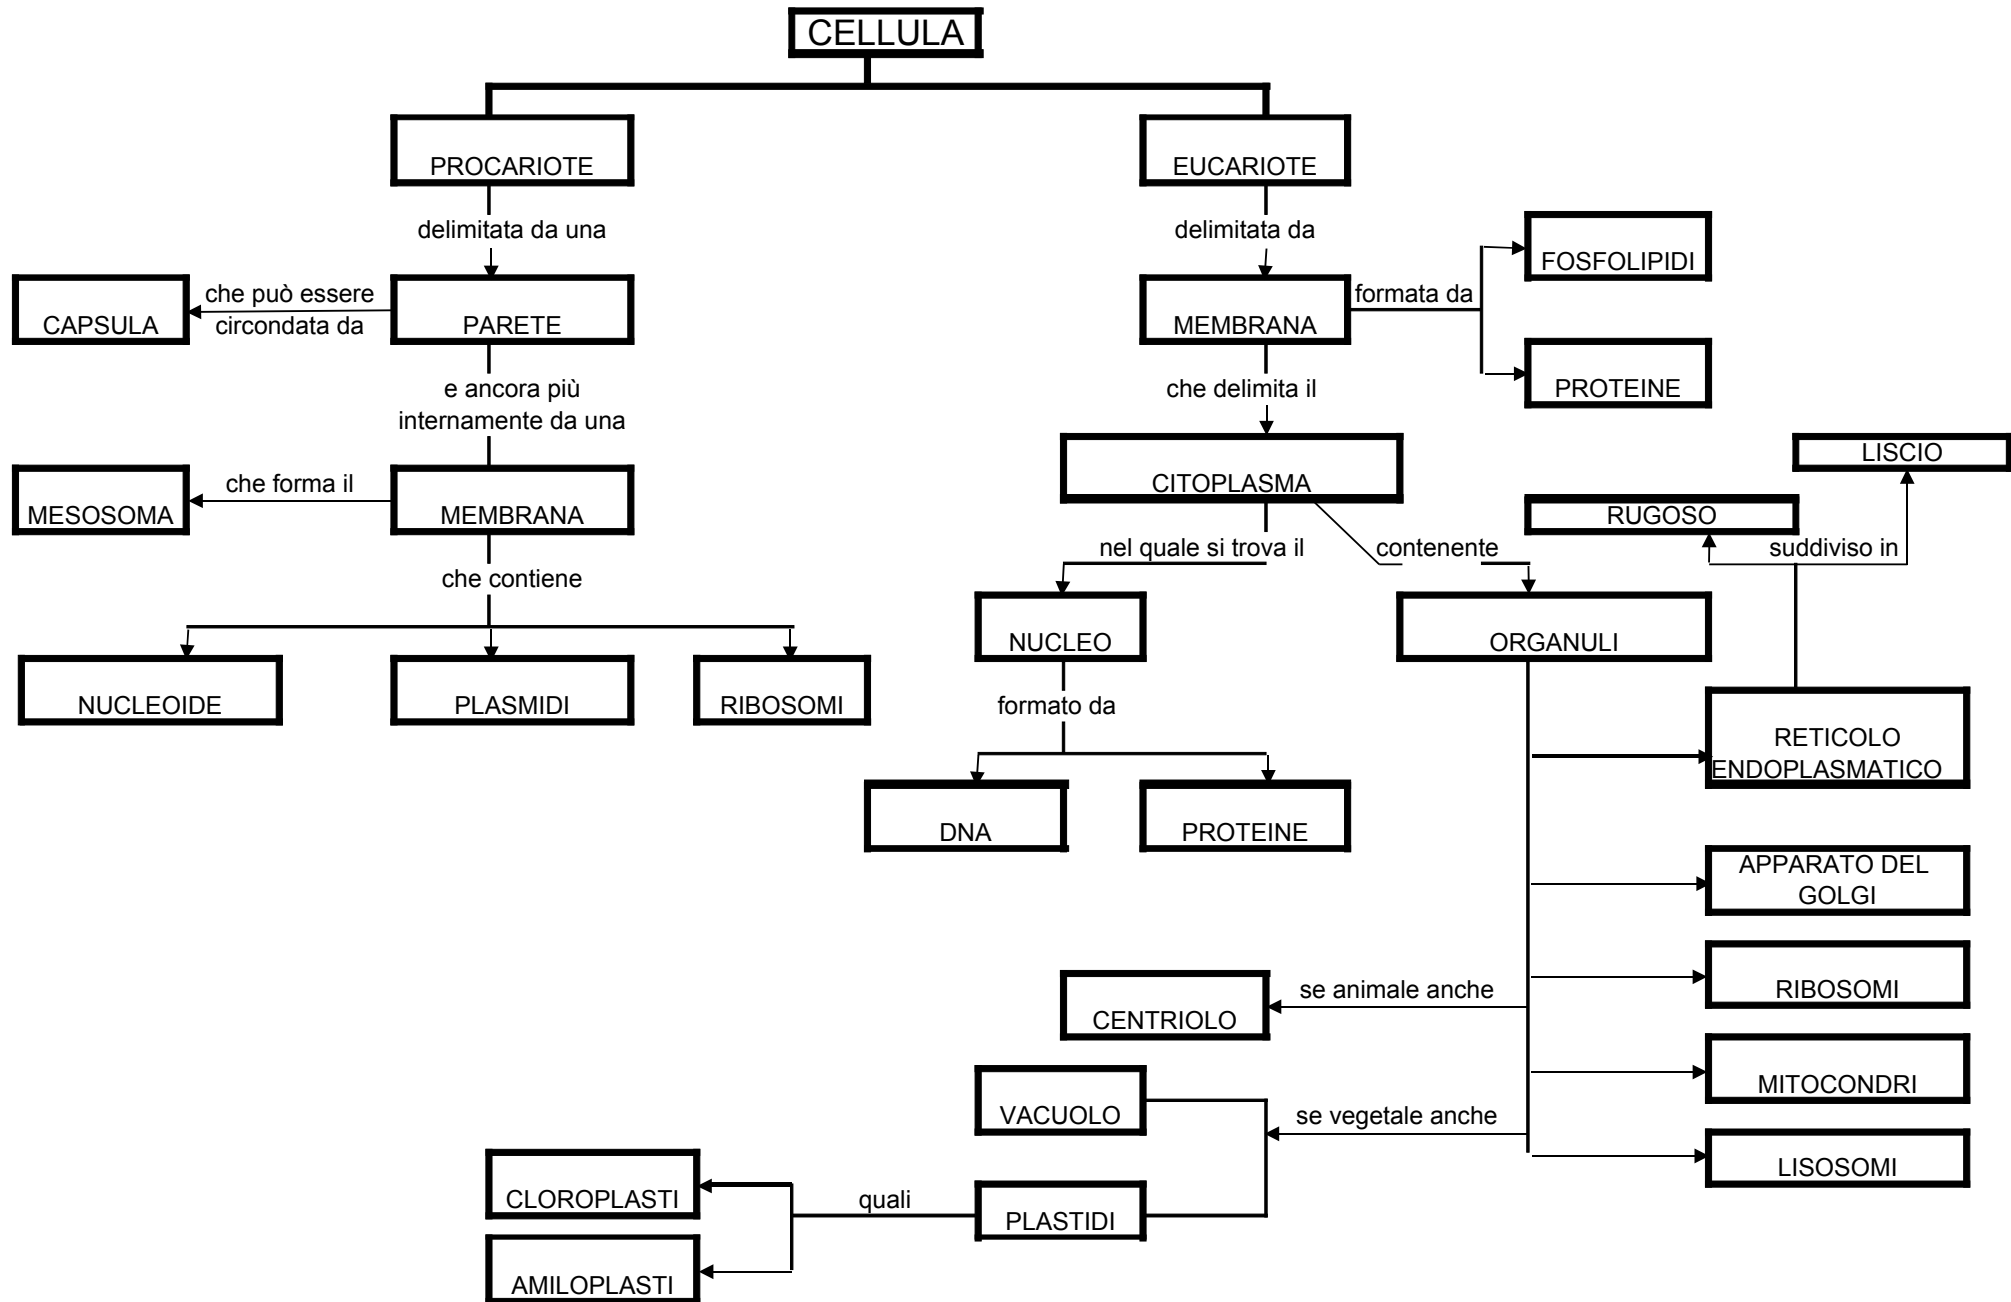 CELLULA
PROCARIOTE
EUCARIOTE
delimitata da una
delimitata da
FOSFOLIPIDI
CAPSULA
che può essere
circondata da
PARETE
MEMBRANA
formata da
PROTEINE
e ancora più
internamente da una
che delimita il
LISCIO
MESOSOMA
che forma il
MEMBRANA
CITOPLASMA
RUGOSO
suddiviso in
che contiene
nel quale si trova il
contenente
NUCLEOIDE
PLASMIDI
RIBOSOMI
NUCLEO
ORGANULI
formato da
RETICOLO
ENDOPLASMATICO
DNA
PROTEINE
APPARATO DEL
GOLGI
CENTRIOLO
se animale anche
RIBOSOMI
MITOCONDRI
VACUOLO
se vegetale anche
LISOSOMI
CLOROPLASTI
quali
PLASTIDI
AMILOPLASTI